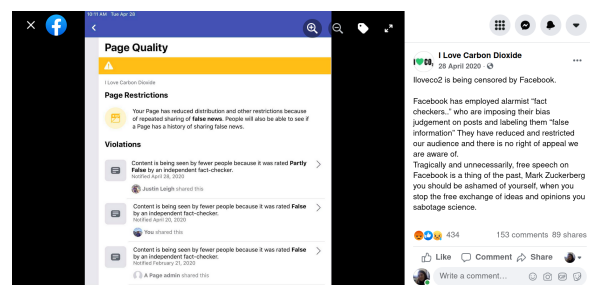 10:11 AM Tue Apr 28
Page Quality
I Love Carbon Dioxide
Page Restrictions
Your Page has reduced distribution and other restrictions because
of repeated sharing of false news. People will also be able to see if
a Page has a history of sharing false news.
Violations
Content is being seen by fewer people because it was rated Partly
False by an independent fact-checker.
Notified April 28, 2020
Justin Leigh shared this
Content is being seen by fewer people because it was rated False
by an independent fact-checker.
Notified April 20, 2020
You shared this
Content is being seen by fewer people because it was rated False
by an independent fact-checker.
Notified February 21, 2020
A Page admin shared this
I Love Carbon Dioxide
28 April 2020 ·
Iloveco2 is being censored by Facebook.
Facebook has employed alarmist “fact
checkers..” who are imposing their bias
judgement on posts and labeling them “false
information” They have reduced and restricted
our audience and there is no right of appeal we
are aware of.
Tragically and unnecessarily, free speech on
Facebook is a thing of the past, Mark Zuckerberg
you should be ashamed of yourself, when you
stop the free exchange of ideas and opinions you
sabotage science.
434 153 comments 89 shares
Like Comment Share
Write a comment…